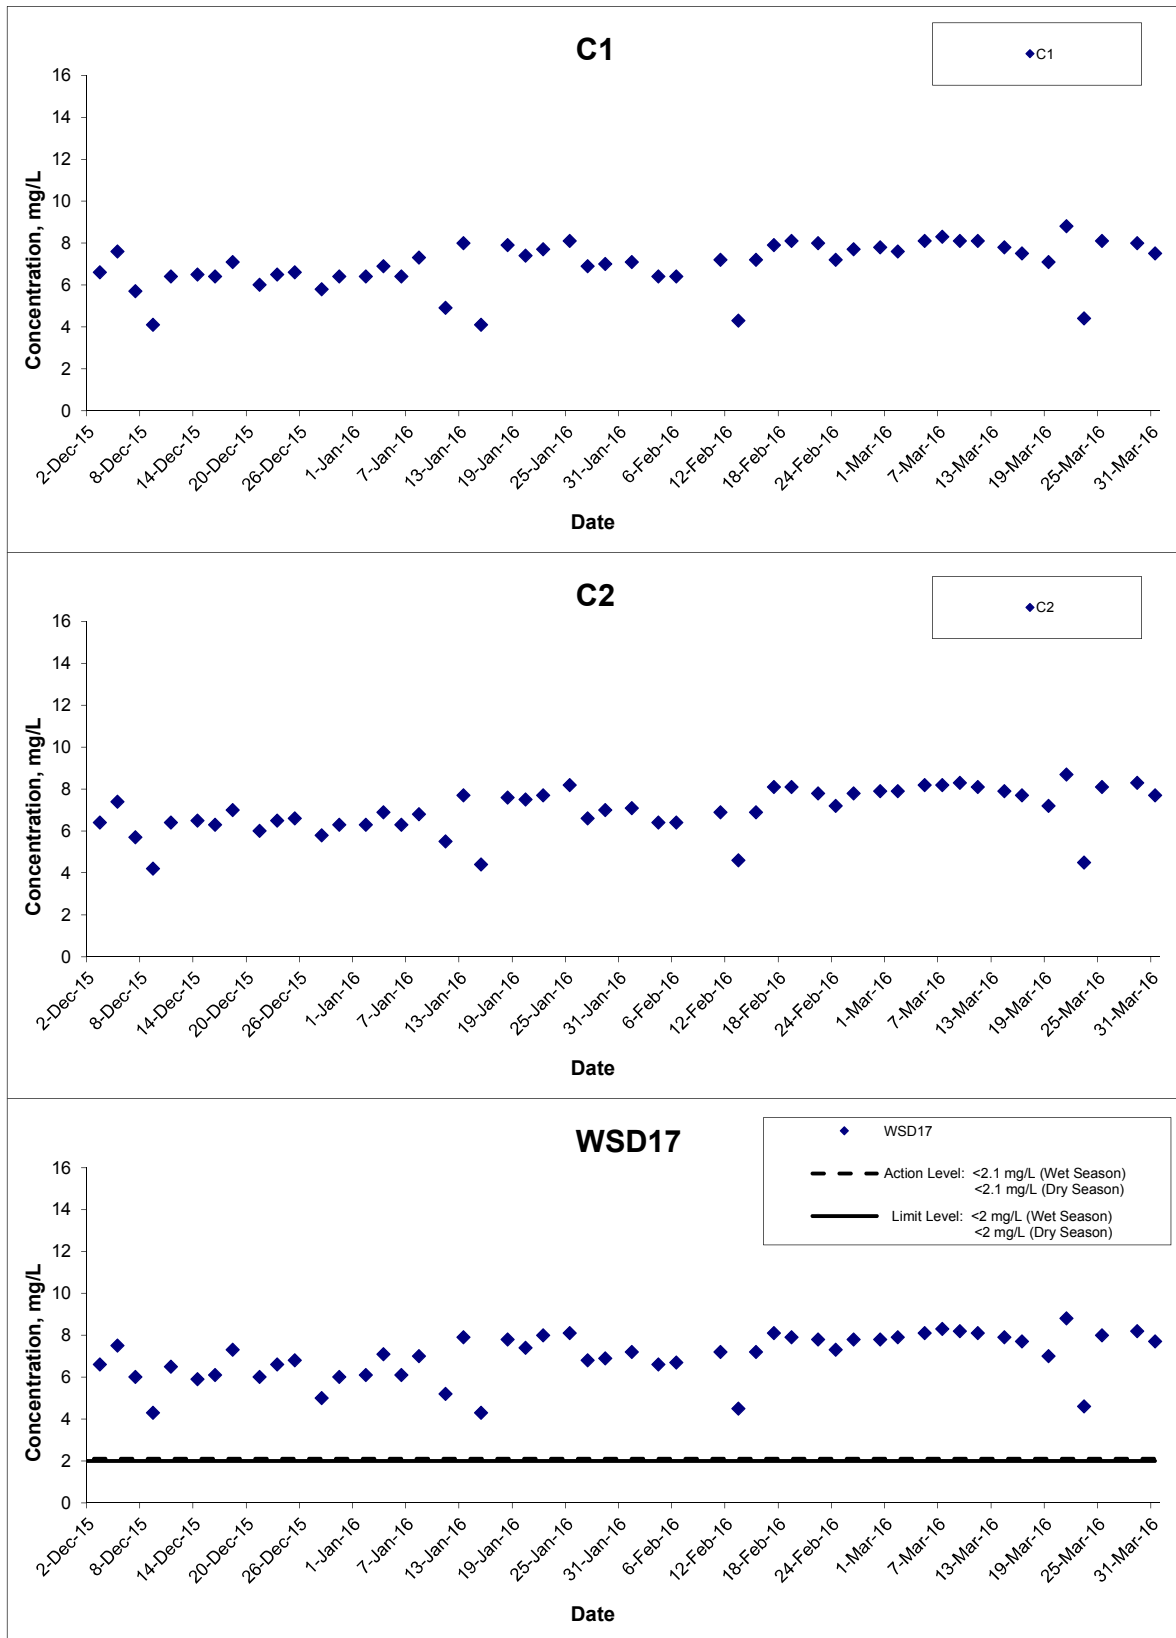 C1
C1
16
14
12
10
8
6
4
2
0
Concentration, mg/L
2-Dec-15
8-Dec-15
14-Dec-15
20-Dec-15
26-Dec-15
1-Jan-16
7-Jan-16
13-Jan-16
19-Jan-16
25-Jan-16
31-Jan-16
6-Feb-16
12-Feb-16
18-Feb-16
24-Feb-16
1-Mar-16
7-Mar-16
13-Mar-16
19-Mar-16
25-Mar-16
31-Mar-16
Date
C2
C2
16
14
12
10
8
6
4
2
0
Concentration, mg/L
2-Dec-15
8-Dec-15
14-Dec-15
20-Dec-15
26-Dec-15
1-Jan-16
7-Jan-16
13-Jan-16
19-Jan-16
25-Jan-16
31-Jan-16
6-Feb-16
12-Feb-16
18-Feb-16
24-Feb-16
1-Mar-16
7-Mar-16
13-Mar-16
19-Mar-16
25-Mar-16
31-Mar-16
Date
WSD17
WSD17
Action Level: <2.1 mg/L (Wet Season)
<2.1 mg/L (Dry Season)
Limit Level: <2 mg/L (Wet Season)
<2 mg/L (Dry Season)
16
14
12
10
8
6
4
2
0
Concentration, mg/L
2-Dec-15
8-Dec-15
14-Dec-15
20-Dec-15
26-Dec-15
1-Jan-16
7-Jan-16
13-Jan-16
19-Jan-16
25-Jan-16
31-Jan-16
6-Feb-16
12-Feb-16
18-Feb-16
24-Feb-16
1-Mar-16
7-Mar-16
13-Mar-16
19-Mar-16
25-Mar-16
31-Mar-16
Date